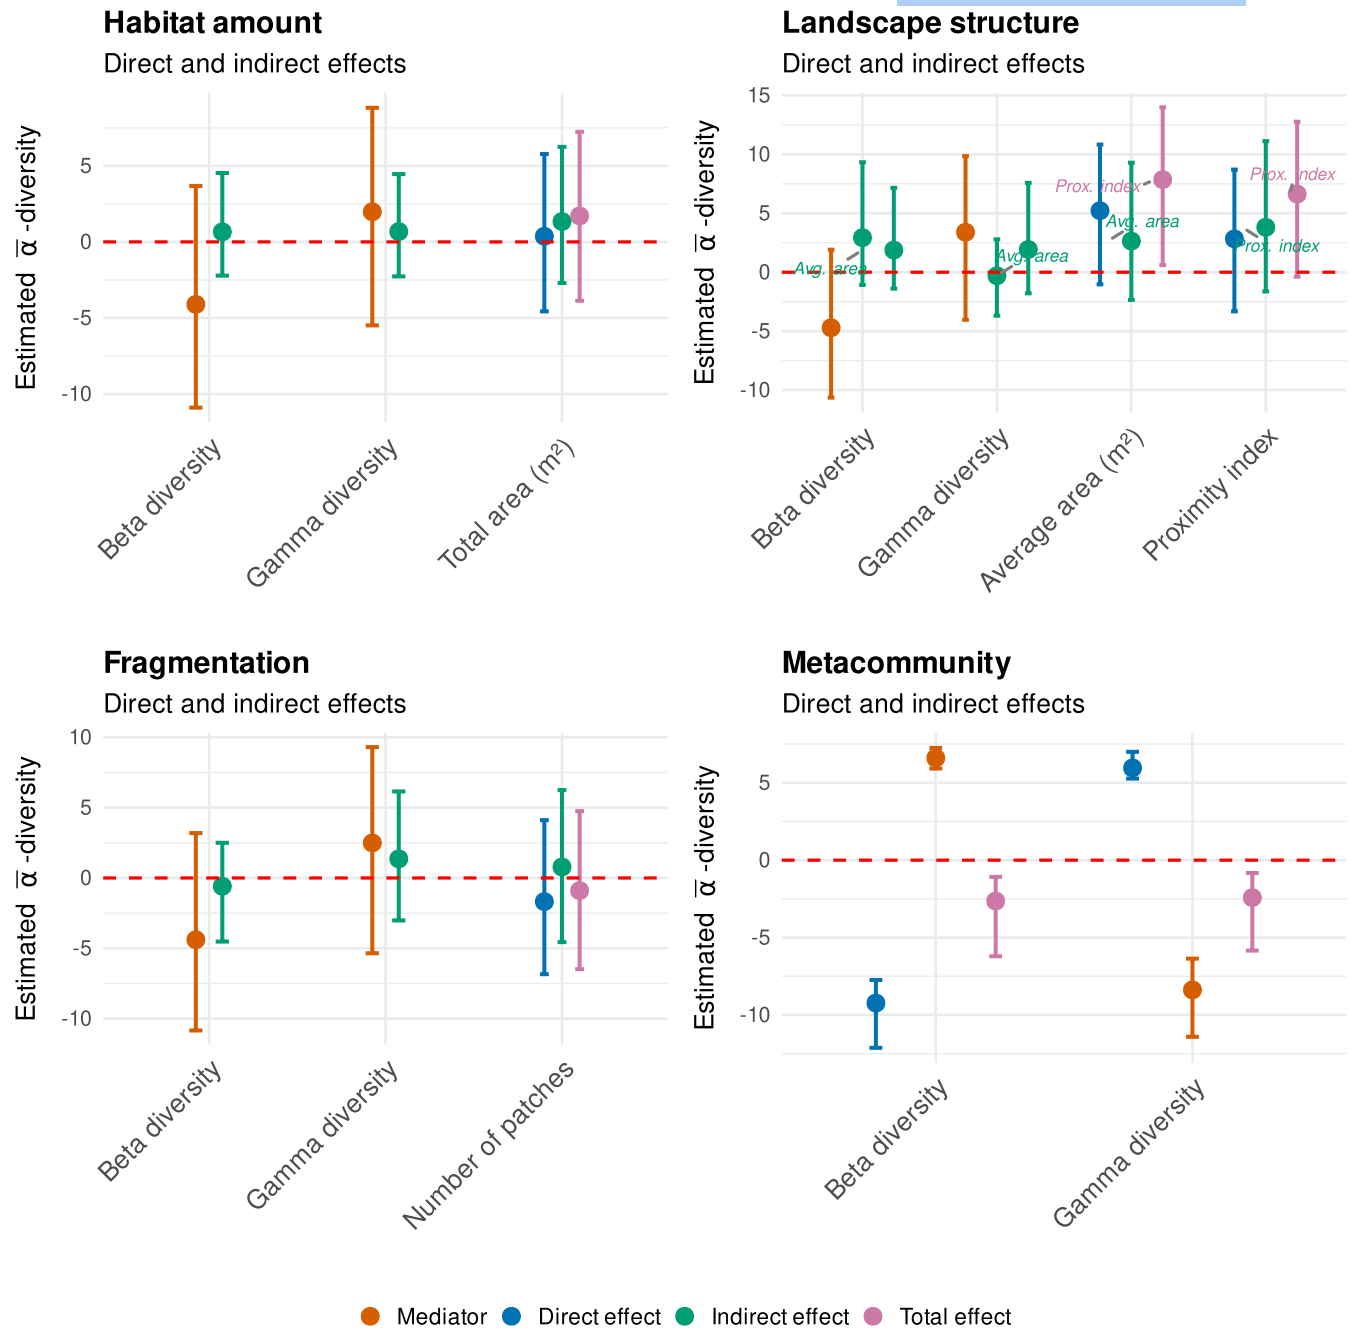 Habitat amount
Direct and indirect effects
Estimated ᾱ -diversity
5
0
-5
-10
Beta diversity
Gamma diversity
Total area (m²)
Landscape structure
Direct and indirect effects
Estimated ᾱ -diversity
15
10
5
0
-5
-10
Prox. index
Prox. index
Avg. area
Prox. index
Avg. area
Avg. area
Beta diversity
Gamma diversity
Average area (m²)
Proximity index
Fragmentation
Direct and indirect effects
Estimated ᾱ -diversity
10
5
0
-5
-10
Beta diversity
Gamma diversity
Number of patches
Metacommunity
Direct and indirect effects
Estimated ᾱ -diversity
5
0
-5
-10
Beta diversity
Gamma diversity
Mediator Direct effect Indirect effect Total effect